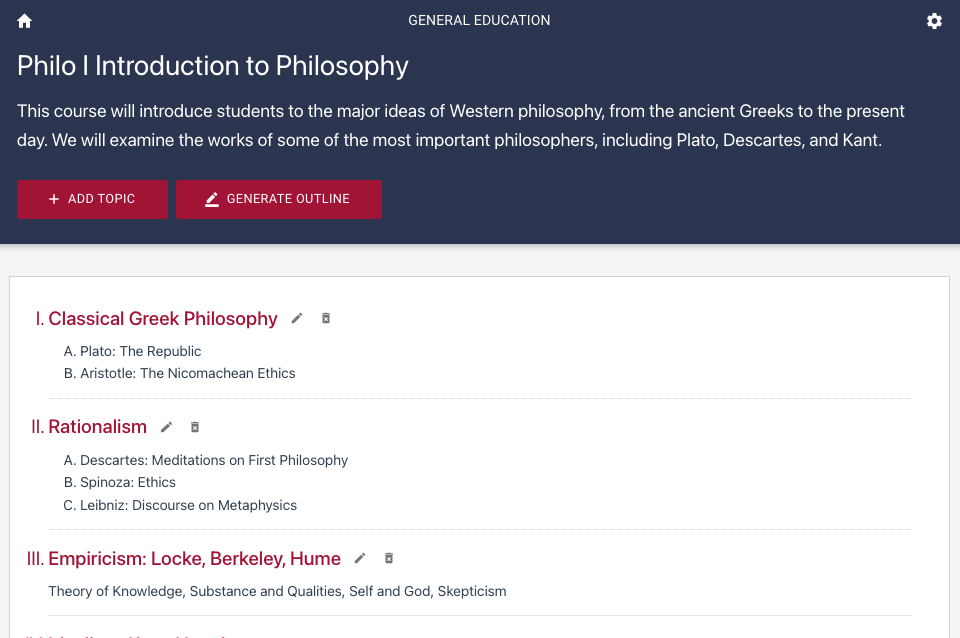 GENERAL EDUCATION
Philo I Introduction to Philosophy
This course will introduce students to the major ideas of Western philosophy, from the ancient Greeks to the present
day. We will examine the works of some of the most important philosophers, including Plato, Descartes, and Kant.
+ ADD TOPIC
GENERATE OUTLINE
I. Classical Greek Philosophy
A. Plato: The Republic
B. Aristotle: The Nicomachean Ethics
II. Rationalism
A. Descartes: Meditations on First Philosophy
B. Spinoza: Ethics
C. Leibniz: Discourse on Metaphysics
III. Empiricism: Locke, Berkeley, Hume
Theory of Knowledge, Substance and Qualities, Self and God, Skepticism